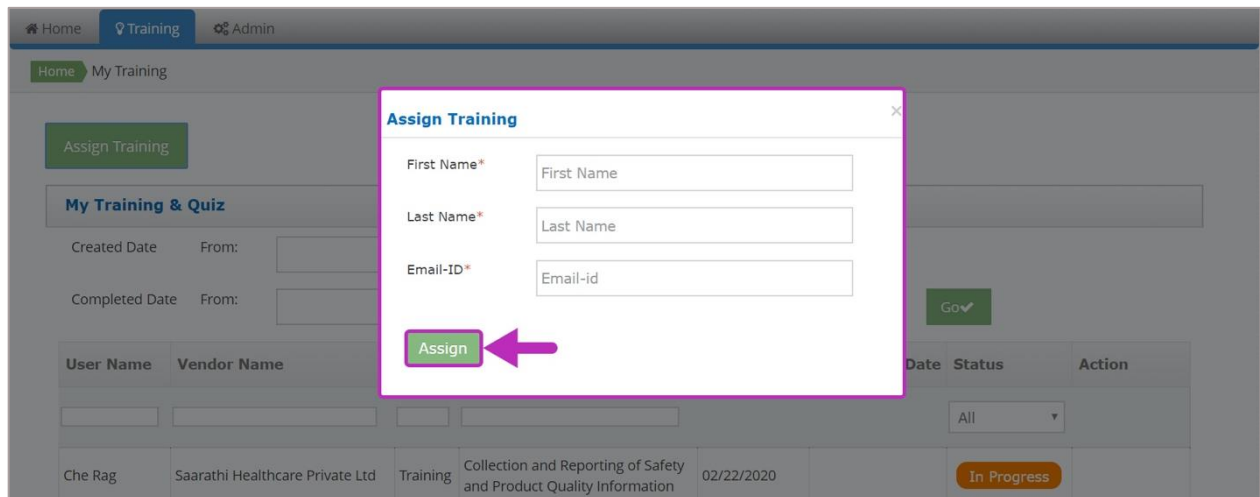 Home Training Admin
Home My Training
Assign Training
My Training & Quiz
Created Date From:
Completed Date From:
Go
Assign Training ×
First Name* First Name
Last Name* Last Name
Email-ID* Email-id
Assign
User Name Vendor Name Date Status Action
All
Che Rag Saarathi Healthcare Private Ltd Training Collection and Reporting of Safety
and Product Quality Information 02/22/2020 In Progress